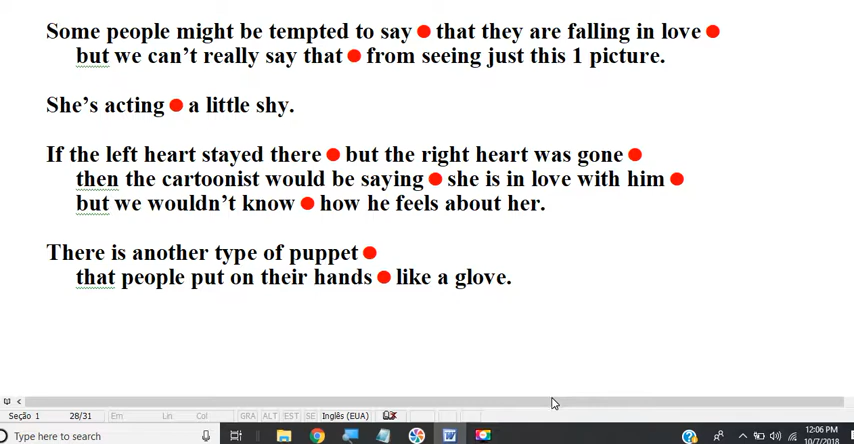 Some people might be tempted to say ● that they are falling in love ●
but we can't really say that ● from seeing just this 1 picture.
She's acting ● a little shy.
If the left heart stayed there ● but the right heart was gone ●
then the cartoonist would be saying ● she is in love with him ●
but we wouldn't know ● how he feels about her.
There is another type of puppet ●
that people put on their hands ● like a glove.
Seção 1 28/31 Em Lin Col GRA ALT EST SE Inglês (EUA)
Type here to search
12:06 PM
10/7/2018